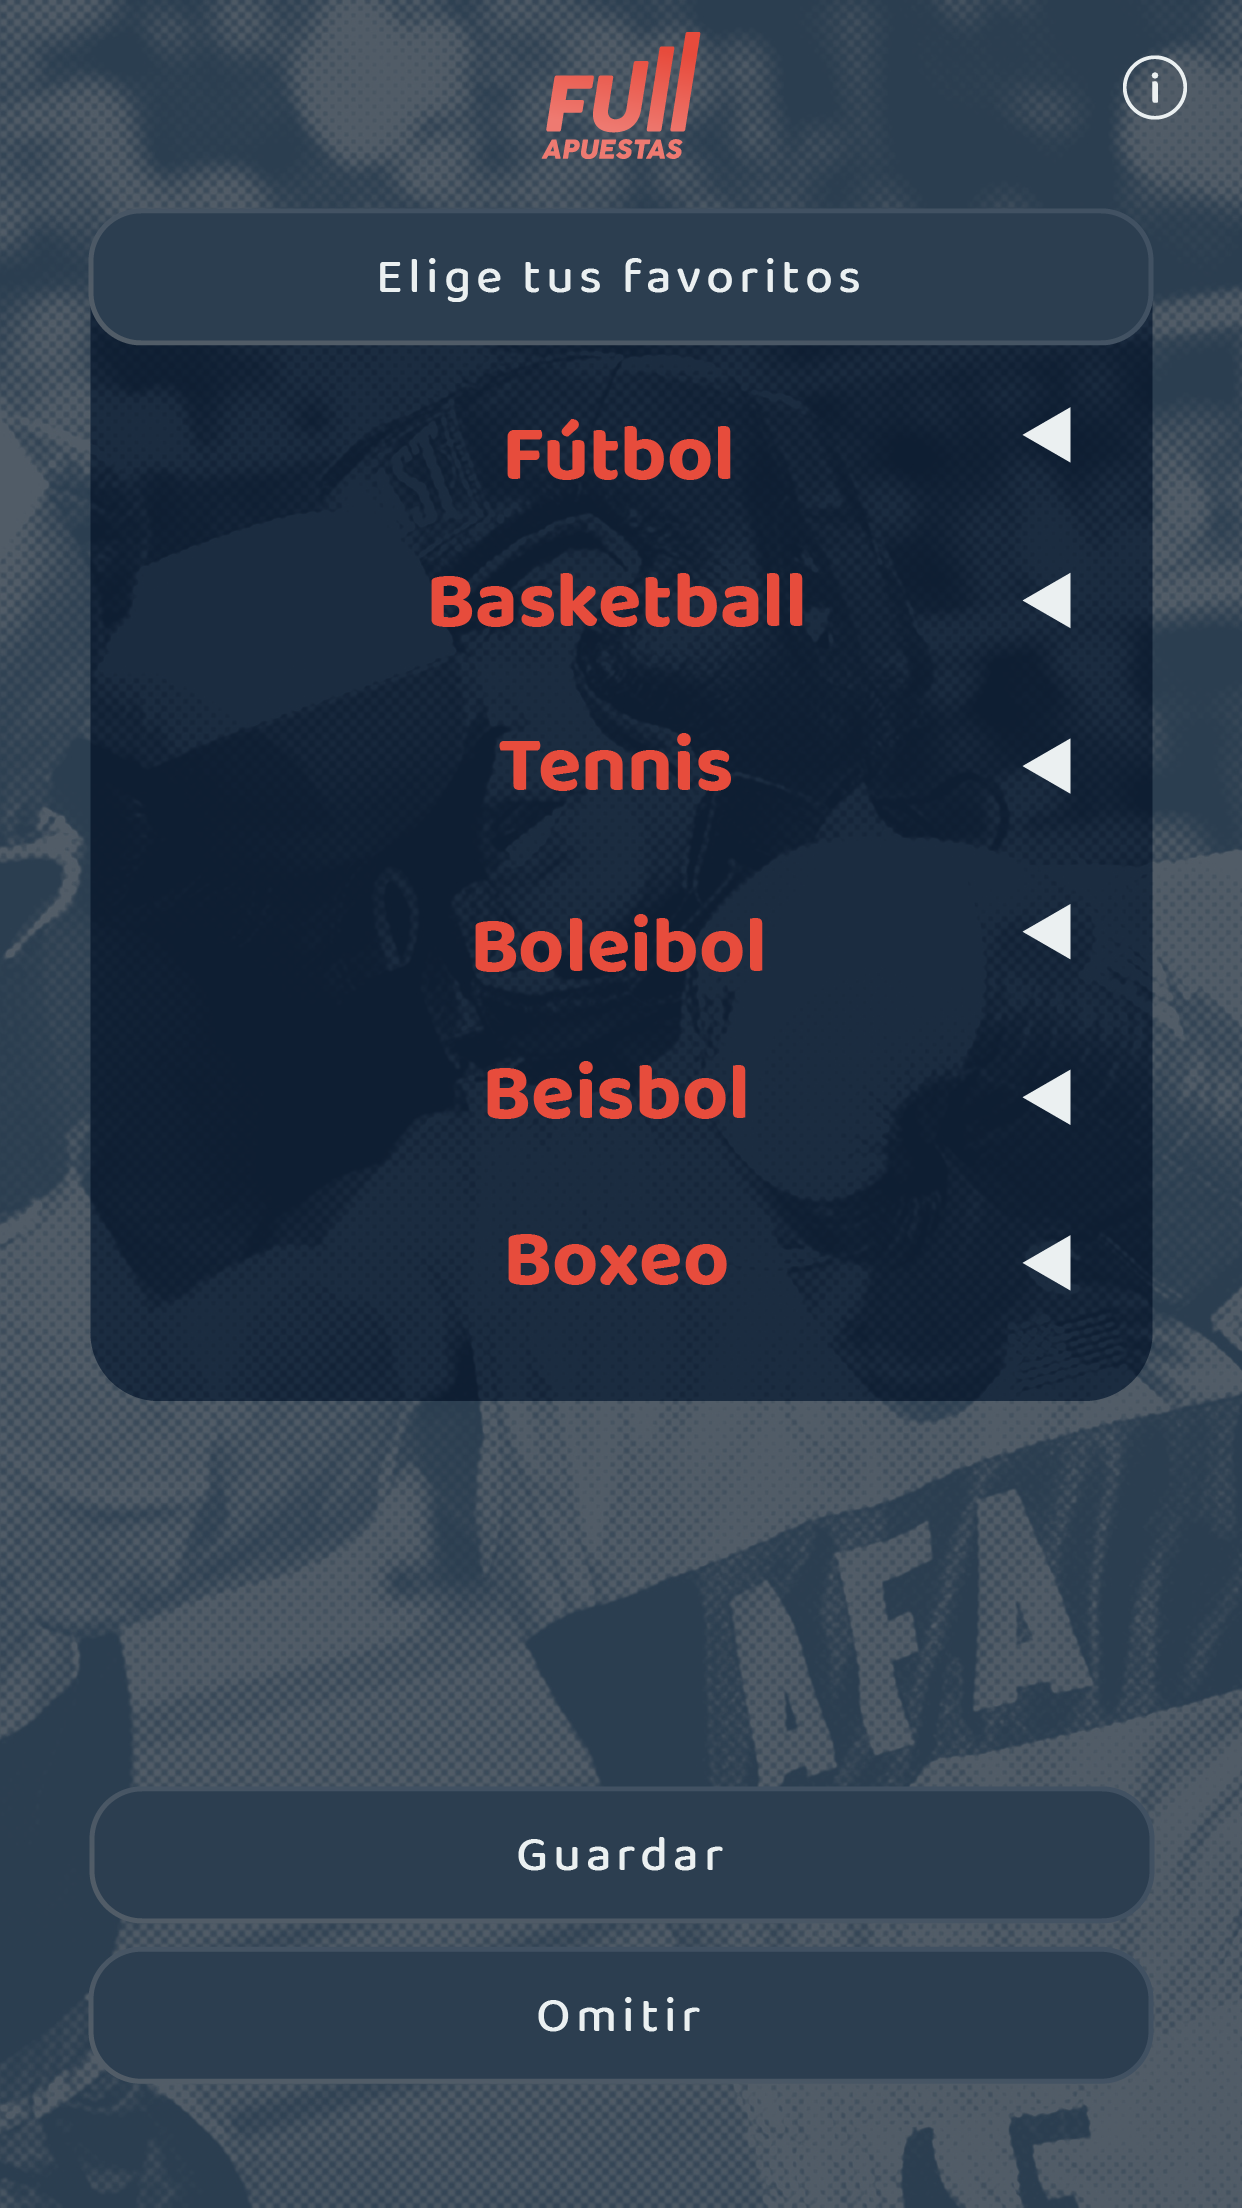 Full
APUESTAS
i
Elige tus favoritos
Fútbol
Basketball
Tennis
Boleibol
Beisbol
Boxeo
AFA
Guardar
Omitir